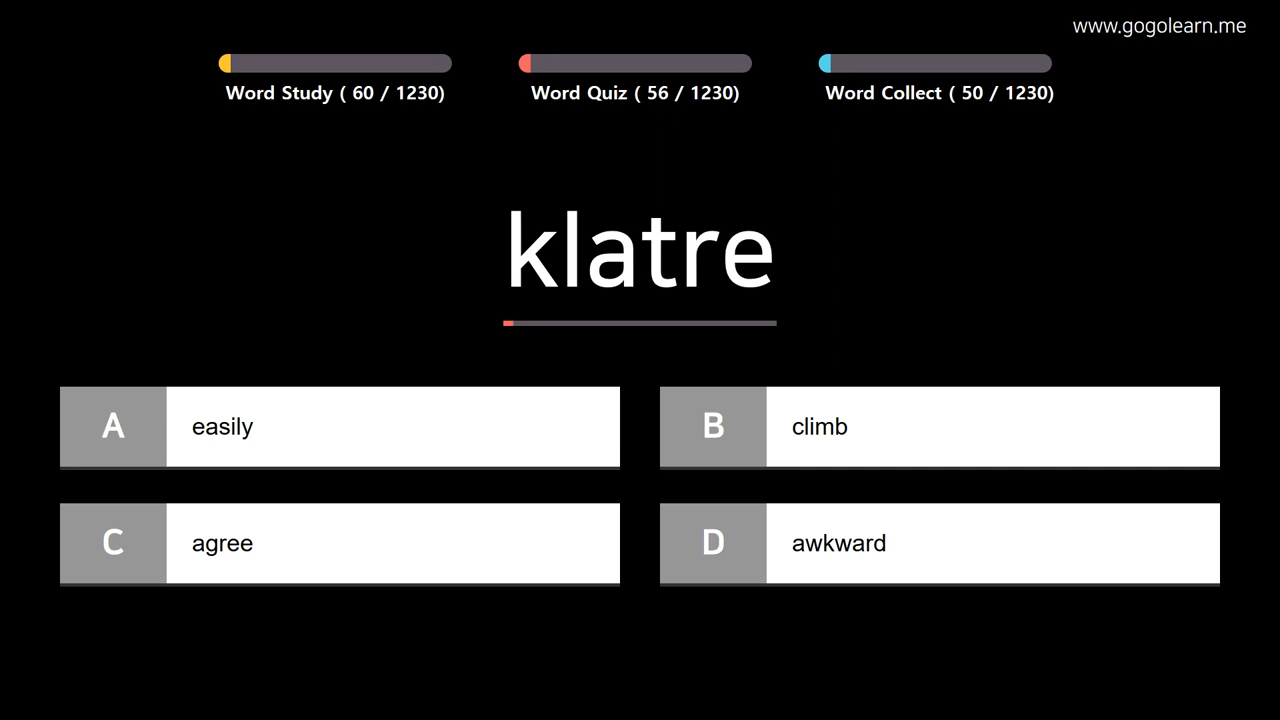 www.gogolearn.me
Word Study ( 60 / 1230)
Word Quiz ( 56 / 1230)
Word Collect ( 50 / 1230)
klatre
A easily
B climb
C agree
D awkward